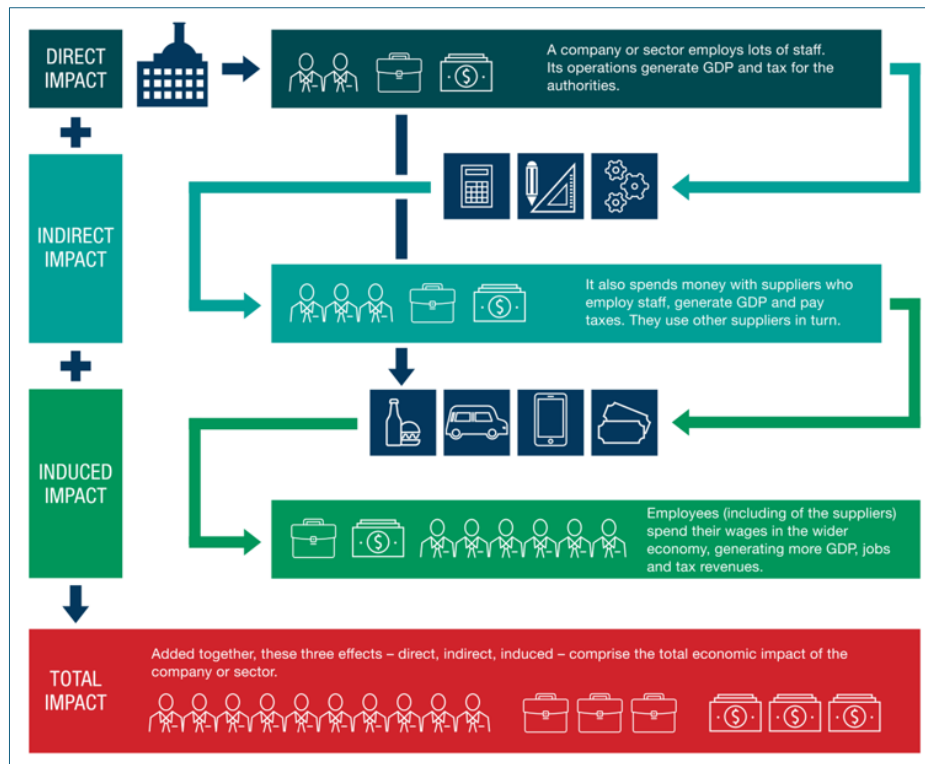 DIRECT
IMPACT
A company or sector employs lots of staff.
Its operations generate GDP and tax for the
authorities.
INDIRECT
IMPACT
It also spends money with suppliers who
employ staff, generate GDP and pay
taxes. They use other suppliers in turn.
INDUCED
IMPACT
Employees (including of the suppliers)
spend their wages in the wider
economy, generating more GDP, jobs
and tax revenues.
TOTAL
IMPACT
Added together, these three effects – direct, indirect, induced – comprise the total economic impact of the
company or sector.